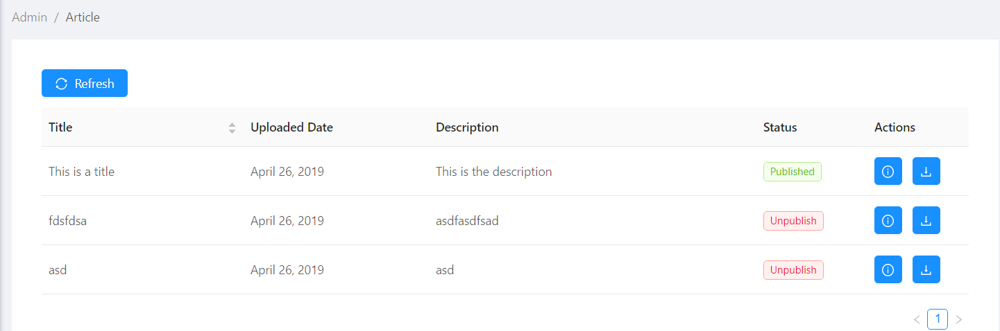 Admin / Article
Refresh
Title Uploaded Date Description Status Actions
This is a title April 26, 2019 This is the description Published
fdsfdsa April 26, 2019 asdfasdfsad Unpublish
asd April 26, 2019 asd Unpublish
< 1 >